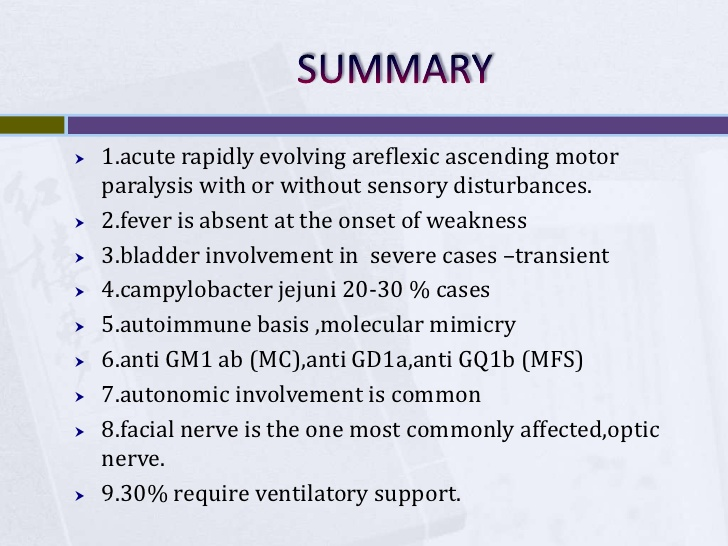 SUMMARY
1.acute rapidly evolving areflexic ascending motor
paralysis with or without sensory disturbances.
2.fever is absent at the onset of weakness
3.bladder involvement in  severe cases –transient
4.campylobacter jejuni 20-30 % cases
5.autoimmune basis ,molecular mimicry
6.anti GM1 ab (MC),anti GD1a,anti GQ1b (MFS)
7.autonomic involvement is common
8.facial nerve is the one most commonly affected,optic
nerve.
9.30% require ventilatory support.